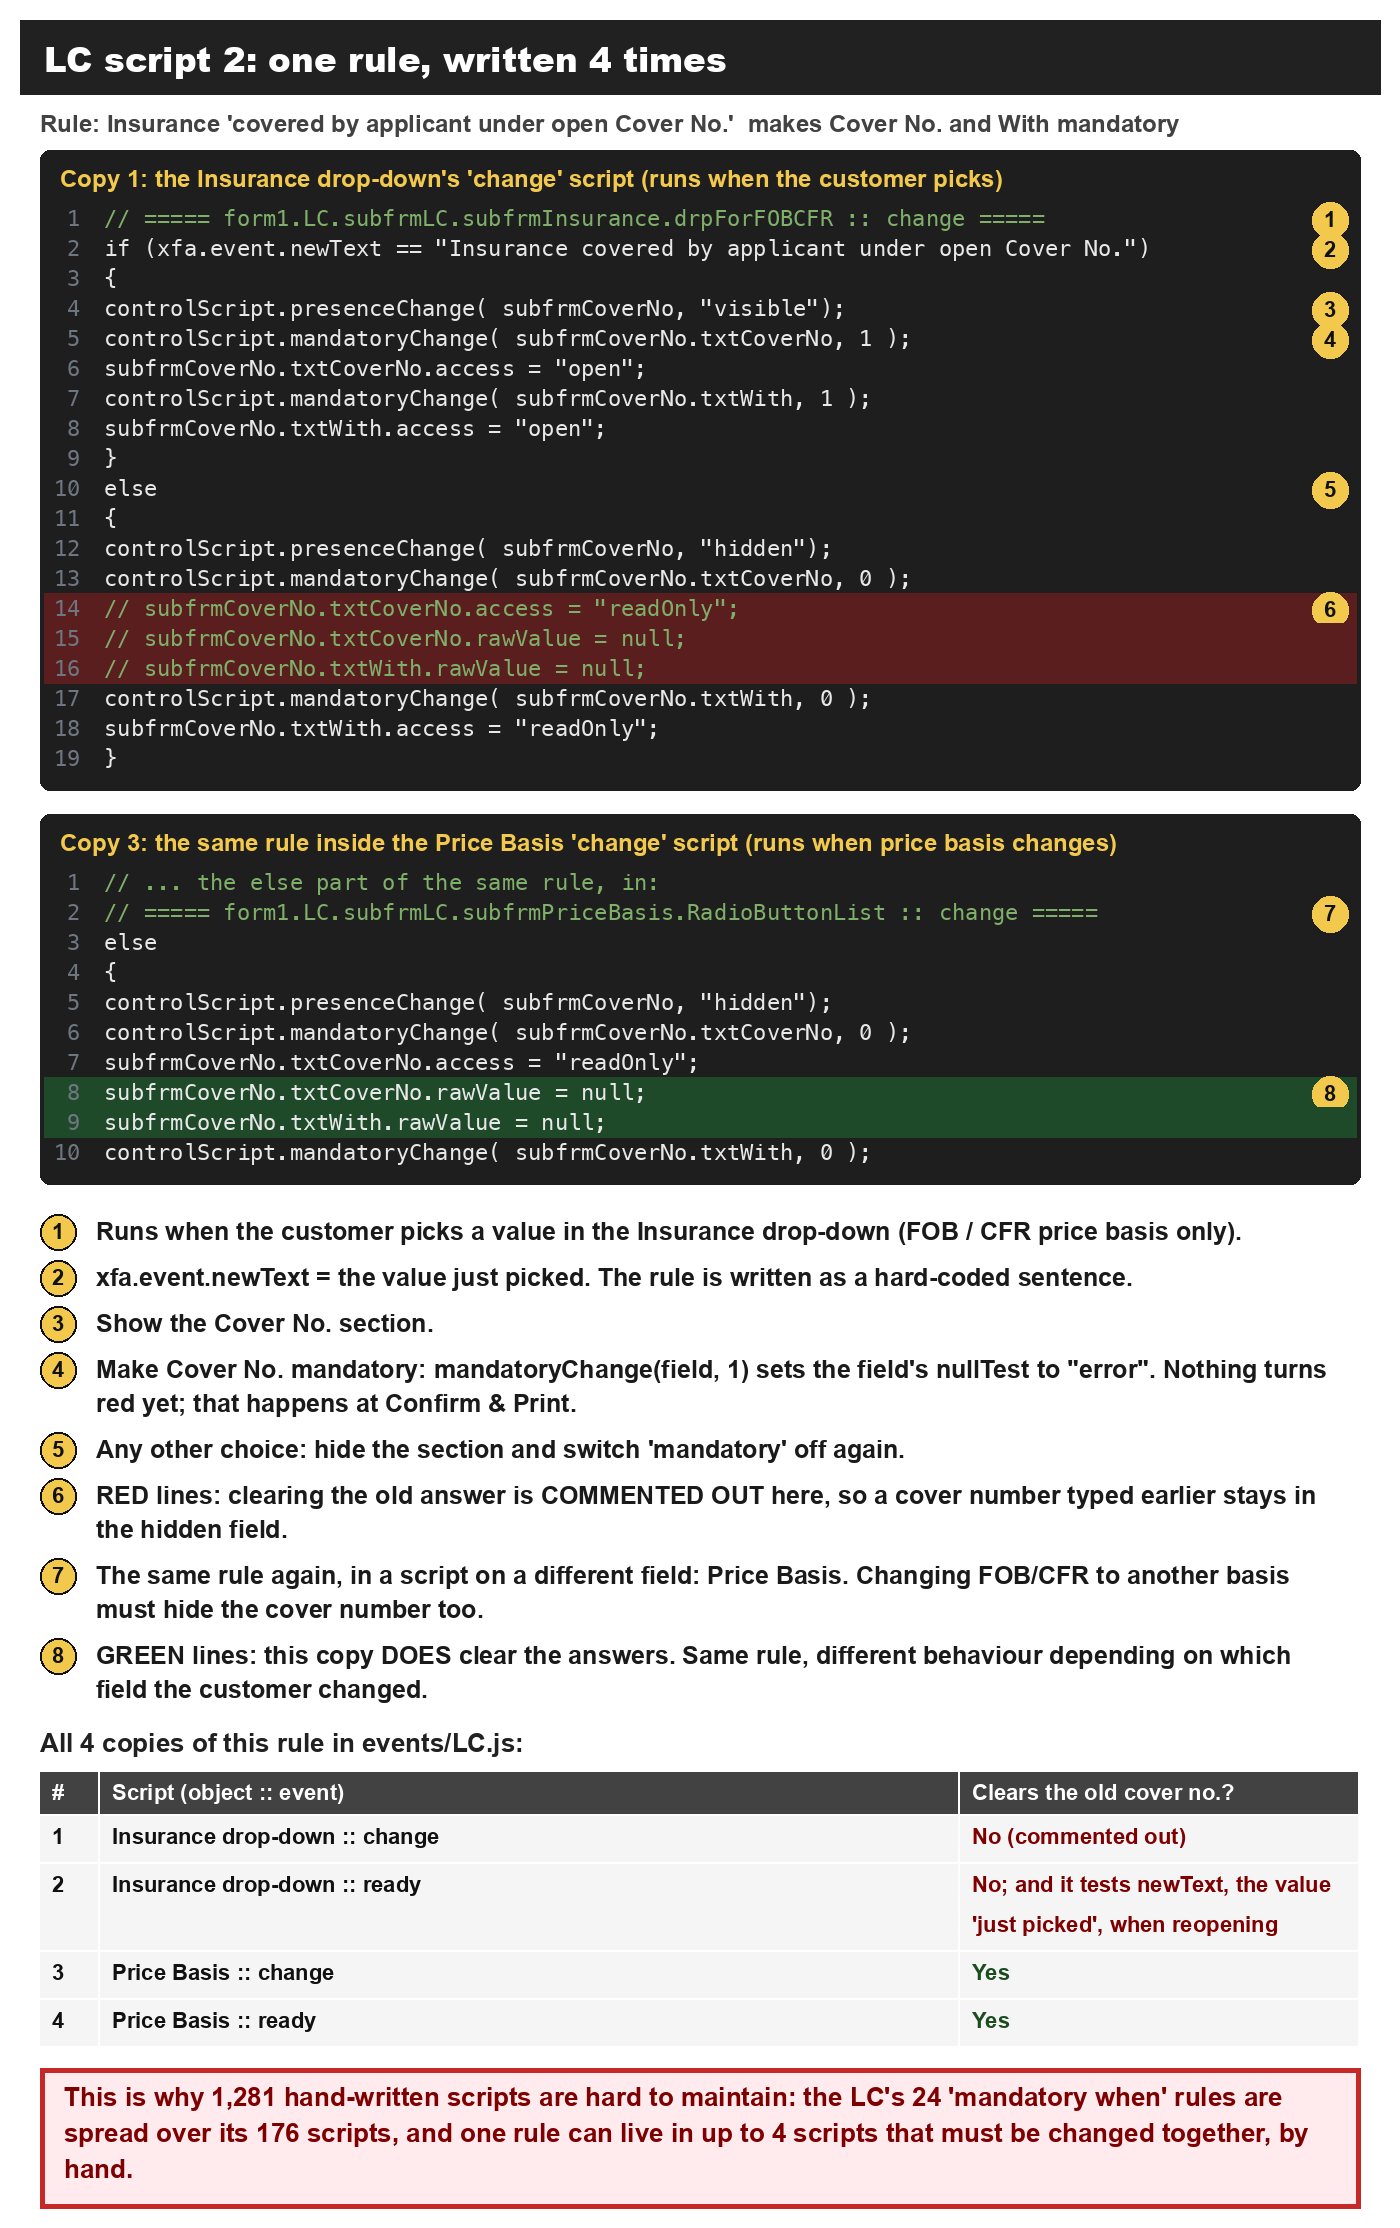 LC script 2: one rule, written 4 times
Rule: Insurance 'covered by applicant under open Cover No.'  makes Cover No. and With mandatory
Copy 1: the Insurance drop-down's 'change' script (runs when the customer picks)
1 // ===== form1.LC.subfrmLC.subfrmInsurance.drpForFOBCFR :: change ===== 1
2 if (xfa.event.newText == "Insurance covered by applicant under open Cover No.") 2
3 {
4 controlScript.presenceChange( subfrmCoverNo, "visible"); 3
5 controlScript.mandatoryChange( subfrmCoverNo.txtCoverNo, 1 ); 4
6 subfrmCoverNo.txtCoverNo.access = "open";
7 controlScript.mandatoryChange( subfrmCoverNo.txtWith, 1 );
8 subfrmCoverNo.txtWith.access = "open";
9 }
10 else 5
11 {
12 controlScript.presenceChange( subfrmCoverNo, "hidden");
13 controlScript.mandatoryChange( subfrmCoverNo.txtCoverNo, 0 );
14 // subfrmCoverNo.txtCoverNo.access = "readOnly"; 6
15 // subfrmCoverNo.txtCoverNo.rawValue = null;
16 // subfrmCoverNo.txtWith.rawValue = null;
17 controlScript.mandatoryChange( subfrmCoverNo.txtWith, 0 );
18 subfrmCoverNo.txtWith.access = "readOnly";
19 }
Copy 3: the same rule inside the Price Basis 'change' script (runs when price basis changes)
1 // ... the else part of the same rule, in:
2 // ===== form1.LC.subfrmLC.subfrmPriceBasis.RadioButtonList :: change ===== 7
3 else
4 {
5 controlScript.presenceChange( subfrmCoverNo, "hidden");
6 controlScript.mandatoryChange( subfrmCoverNo.txtCoverNo, 0 );
7 subfrmCoverNo.txtCoverNo.access = "readOnly";
8 subfrmCoverNo.txtCoverNo.rawValue = null; 8
9 subfrmCoverNo.txtWith.rawValue = null;
10 controlScript.mandatoryChange( subfrmCoverNo.txtWith, 0 );
1 Runs when the customer picks a value in the Insurance drop-down (FOB / CFR price basis only).
2 xfa.event.newText = the value just picked. The rule is written as a hard-coded sentence.
3 Show the Cover No. section.
4 Make Cover No. mandatory: mandatoryChange(field, 1) sets the field's nullTest to "error". Nothing turns
red yet; that happens at Confirm & Print.
5 Any other choice: hide the section and switch 'mandatory' off again.
6 RED lines: clearing the old answer is COMMENTED OUT here, so a cover number typed earlier stays in
the hidden field.
7 The same rule again, in a script on a different field: Price Basis. Changing FOB/CFR to another basis
must hide the cover number too.
8 GREEN lines: this copy DOES clear the answers. Same rule, different behaviour depending on which
field the customer changed.
All 4 copies of this rule in events/LC.js:
# Script (object :: event) Clears the old cover no.?
1 Insurance drop-down :: change No (commented out)
2 Insurance drop-down :: ready No; and it tests newText, the value
'just picked', when reopening
3 Price Basis :: change Yes
4 Price Basis :: ready Yes
This is why 1,281 hand-written scripts are hard to maintain: the LC's 24 'mandatory when' rules are
spread over its 176 scripts, and one rule can live in up to 4 scripts that must be changed together, by
hand.